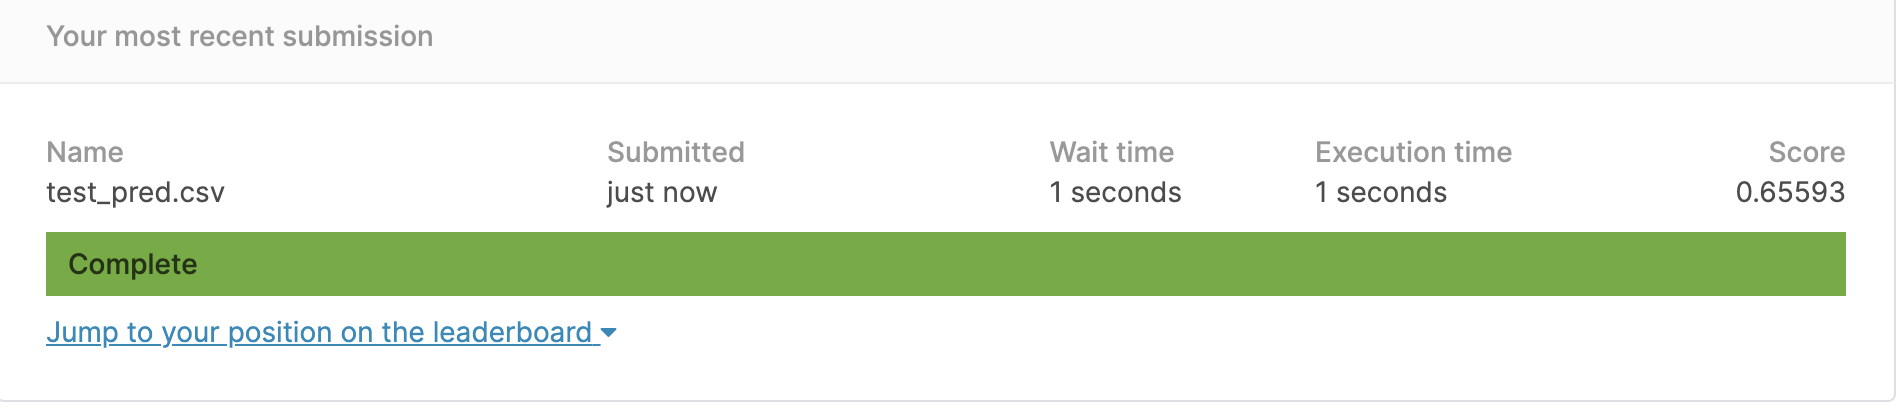 Your most recent submission
Name Submitted Wait time Execution time Score
test_pred.csv just now 1 seconds 1 seconds 0.65593
Complete
Jump to your position on the leaderboard